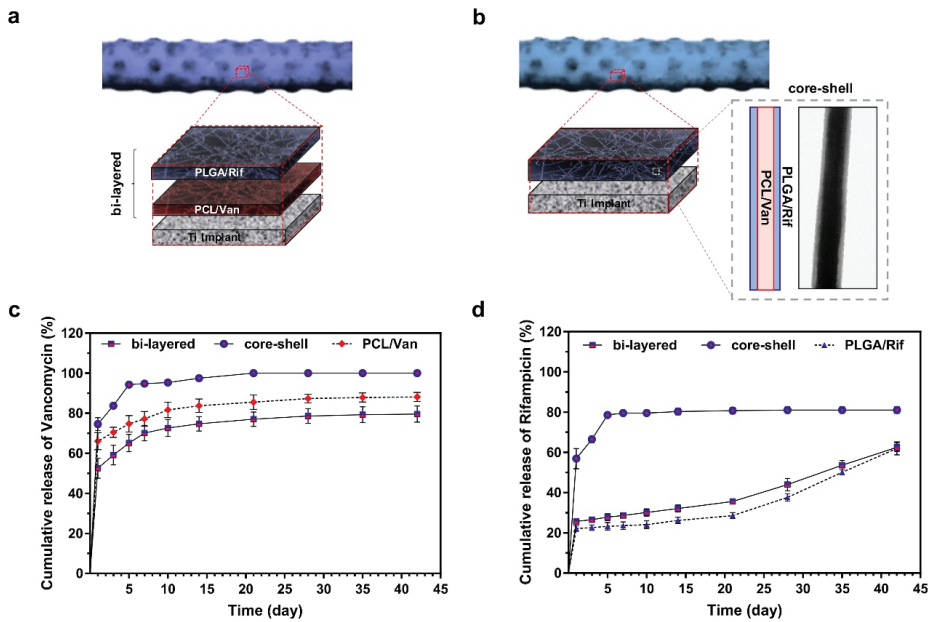 a
bi-layered
PLGA/Rif
PCL/Van
Ti Implant
b
core-shell
Ti Implant
PCL/Van
PLGA/Rif
c
Cumulative release of Vancomycin (%)
120
100
80
60
40
20
0
bi-layered core-shell PCL/Van
5 10 15 20 25 30 35 40 45
Time (day)
d
Cumulative release of Rifampicin (%)
120
100
80
60
40
20
0
bi-layered core-shell PLGA/Rif
5 10 15 20 25 30 35 40 45
Time (day)